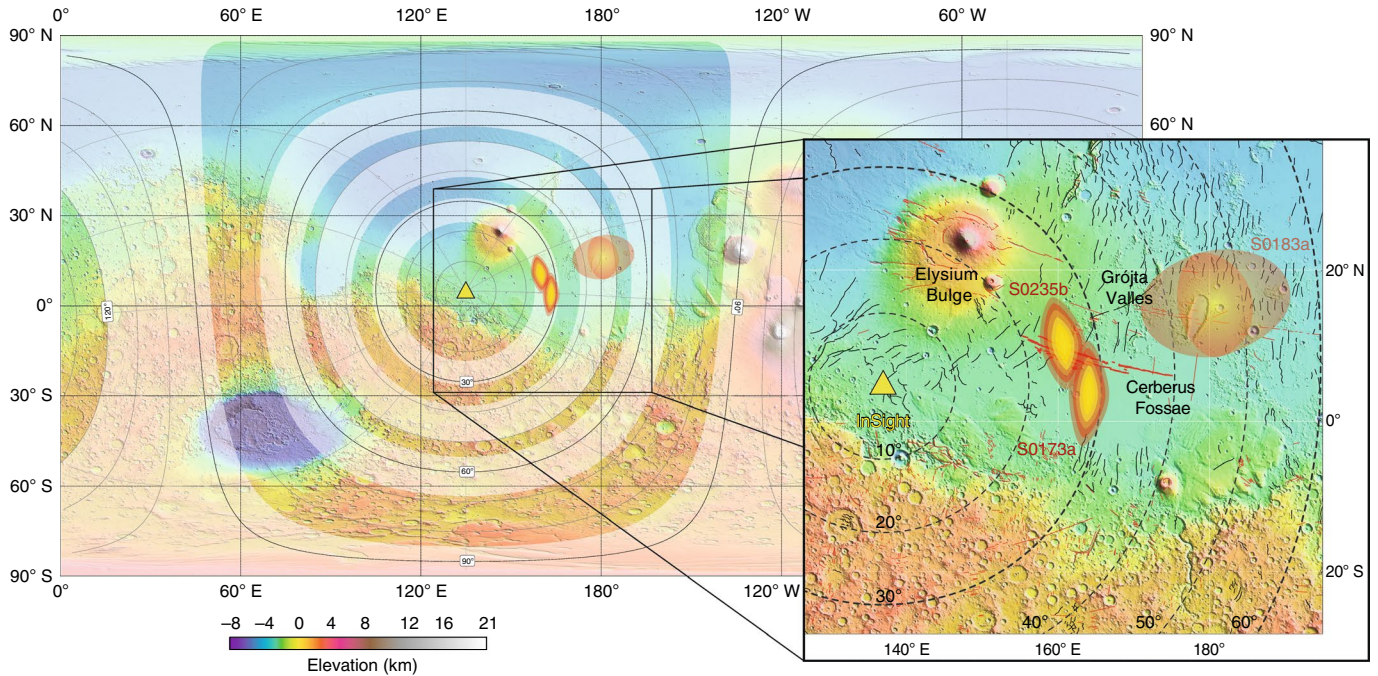 0° 60° E 120° E 180° 120° W 60° W
90° N 90° N
60° N 60° N
30° N
0°
30° S
60° S
90° S
120°
90°
30°
60°
90°
0° 60° E 120° E 180° 120° W
–8 –4 0 4 8 12 16 21
Elevation (km)
S0183a
20° N
Elysium
Bulge
S0235b
Grójta
Valles
Cerberus
Fossae
InSight
0°
S0173a
10°
20°
20° S
30°
40° 50° 60°
140° E 160° E 180°